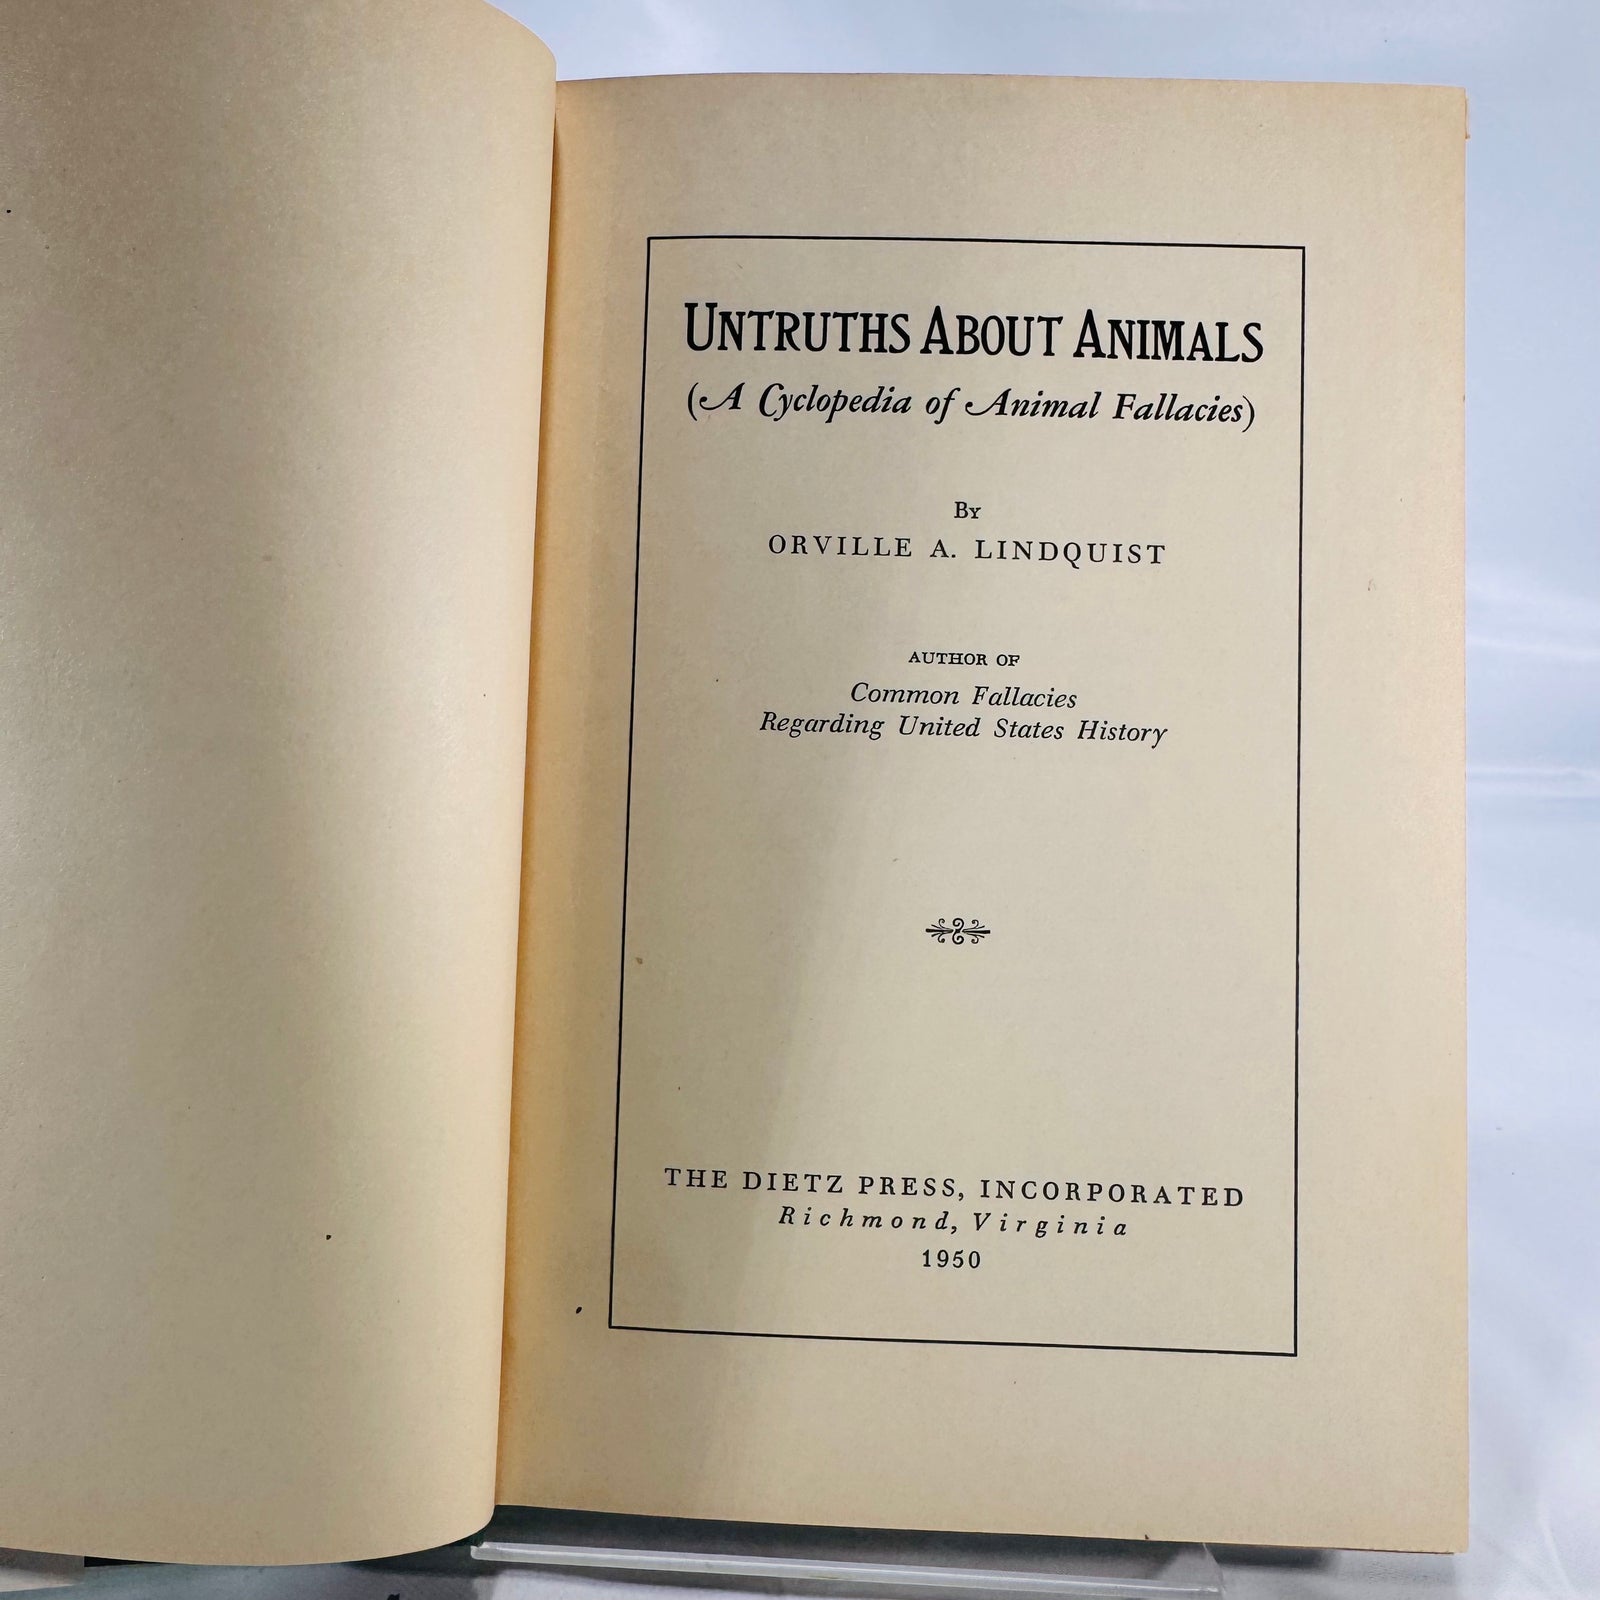 UNTRUTHS ABOUT ANIMALS
(A Cyclopedia of Animal Fallacies)
By
ORVILLE A. LINDQUIST
AUTHOR OF
Common Fallacies
Regarding United States History
THE DIETZ PRESS, INCORPORATED
Richmond, Virginia
1950